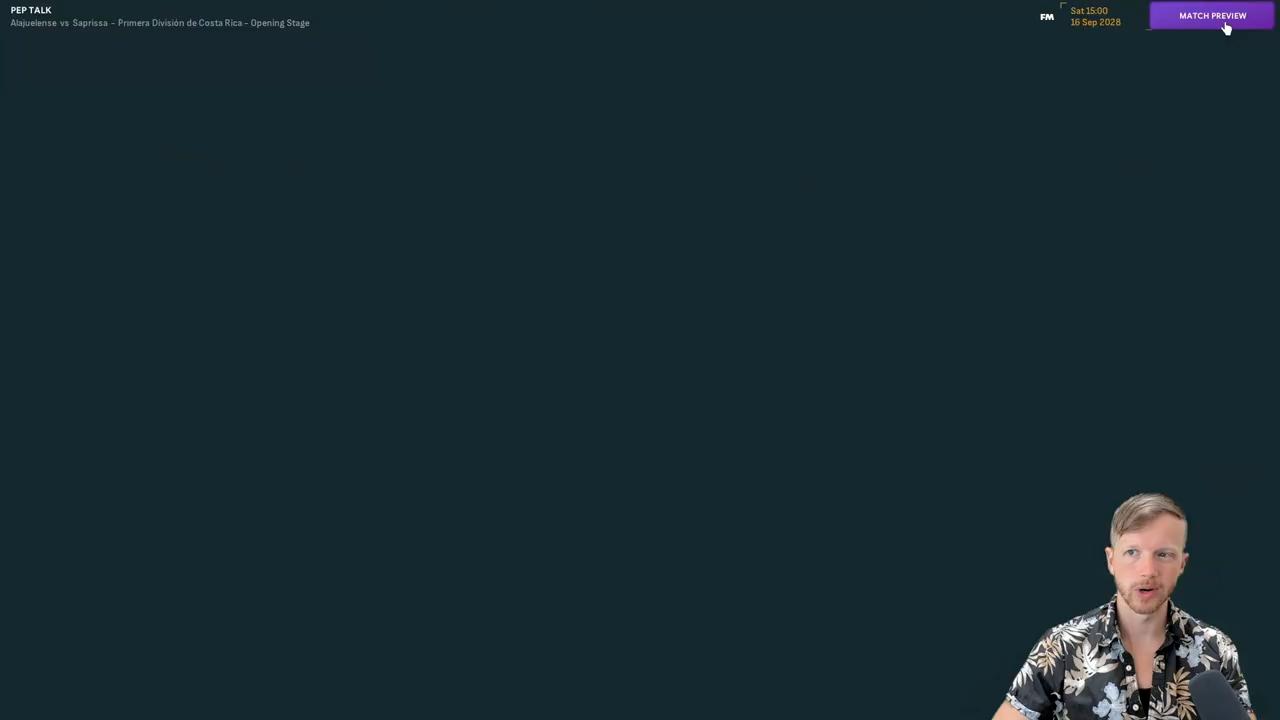 PEP TALK
Alajuelense vs Saprissa - Primera División de Costa Rica - Opening Stage
FM
Sat 15:00
16 Sep 2028
MATCH PREVIEW